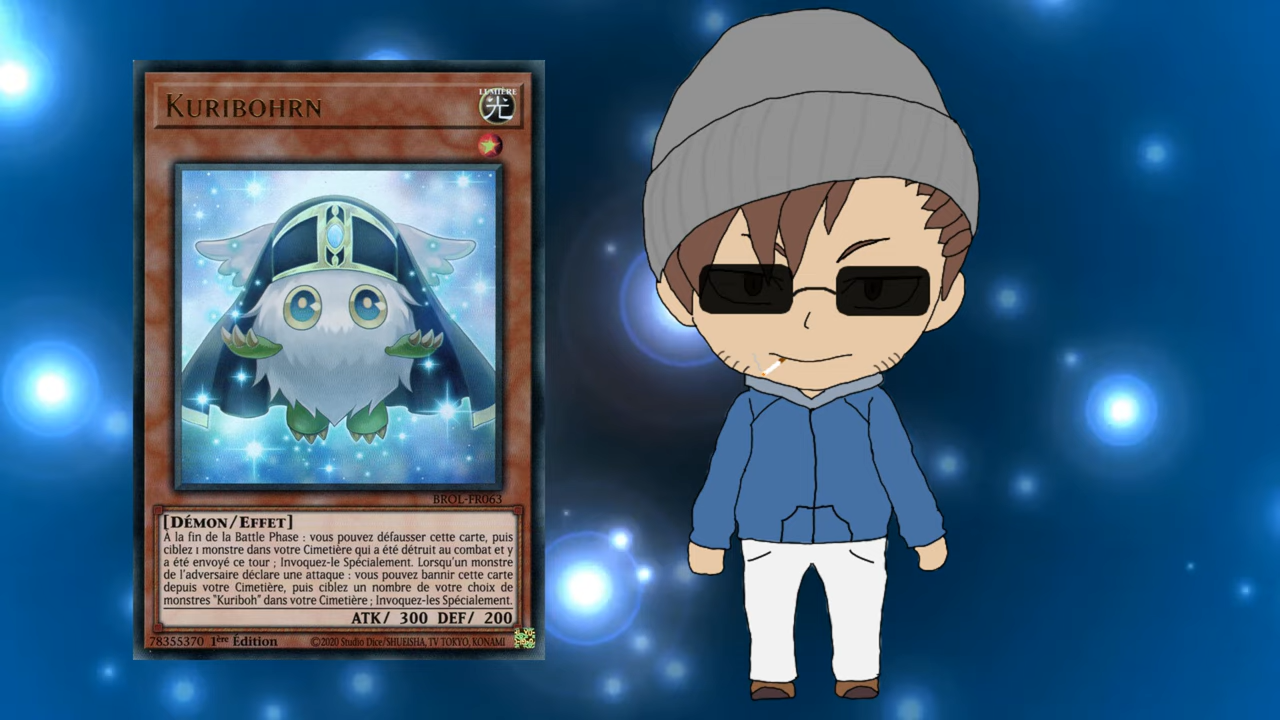 KURIBOHRN
LUMIÈRE
光
BROL-FR063
[DÉMON/EFFET]
À la fin de la Battle Phase : vous pouvez défausser cette carte, puis
ciblez 1 monstre dans votre Cimetière qui a été détruit au combat et y
a été envoyé ce tour ; Invoquez-le Spécialement. Lorsqu'un monstre
de l'adversaire déclare une attaque : vous pouvez bannir cette carte
depuis votre Cimetière, puis ciblez un nombre de votre choix de
monstres "Kuriboh" dans votre Cimetière ; Invoquez-les Spécialement.
ATK/ 300 DEF/ 200
78355370 1ère Édition ©2020 Studio Dice/SHUEISHA, TV TOKYO, KONAMI